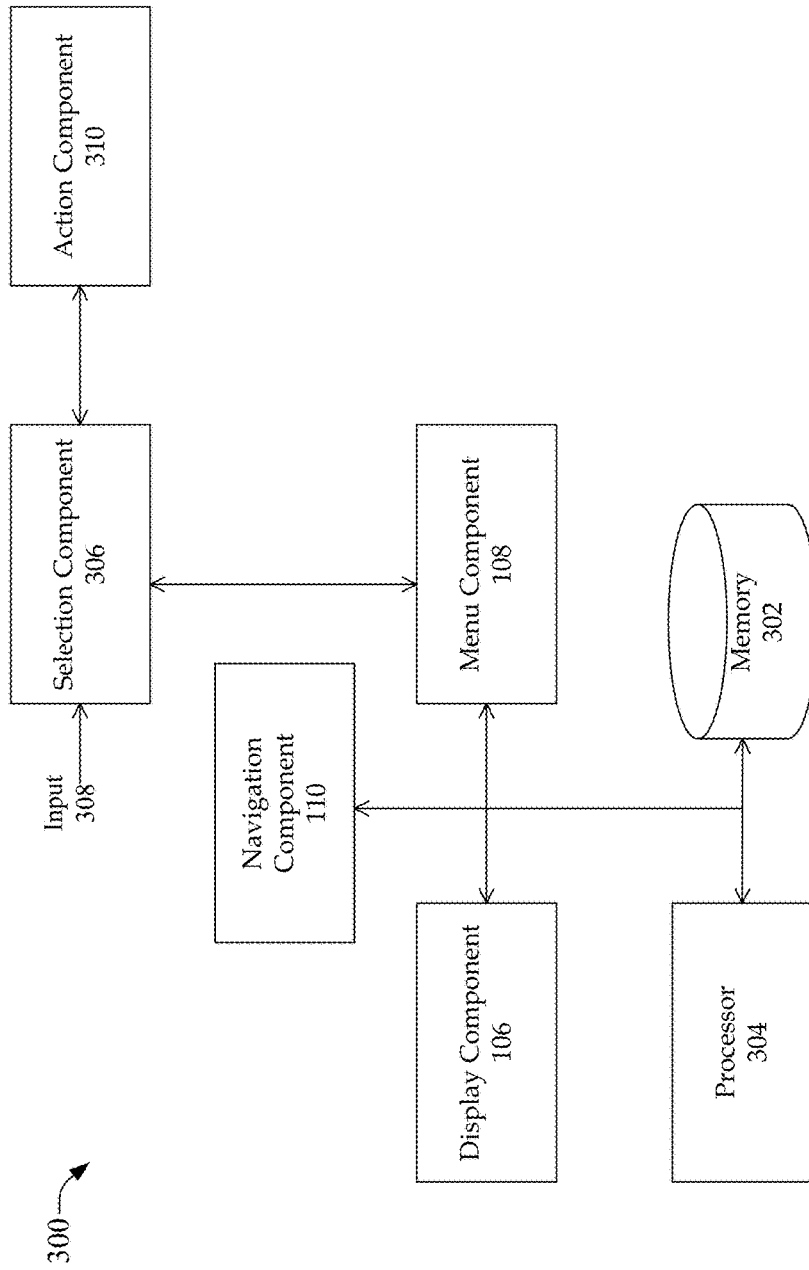 300
Input
308
Selection Component
306
Action Component
310
Navigation
Component
110
Display Component
106
Menu Component
108
Processor
304
Memory
302